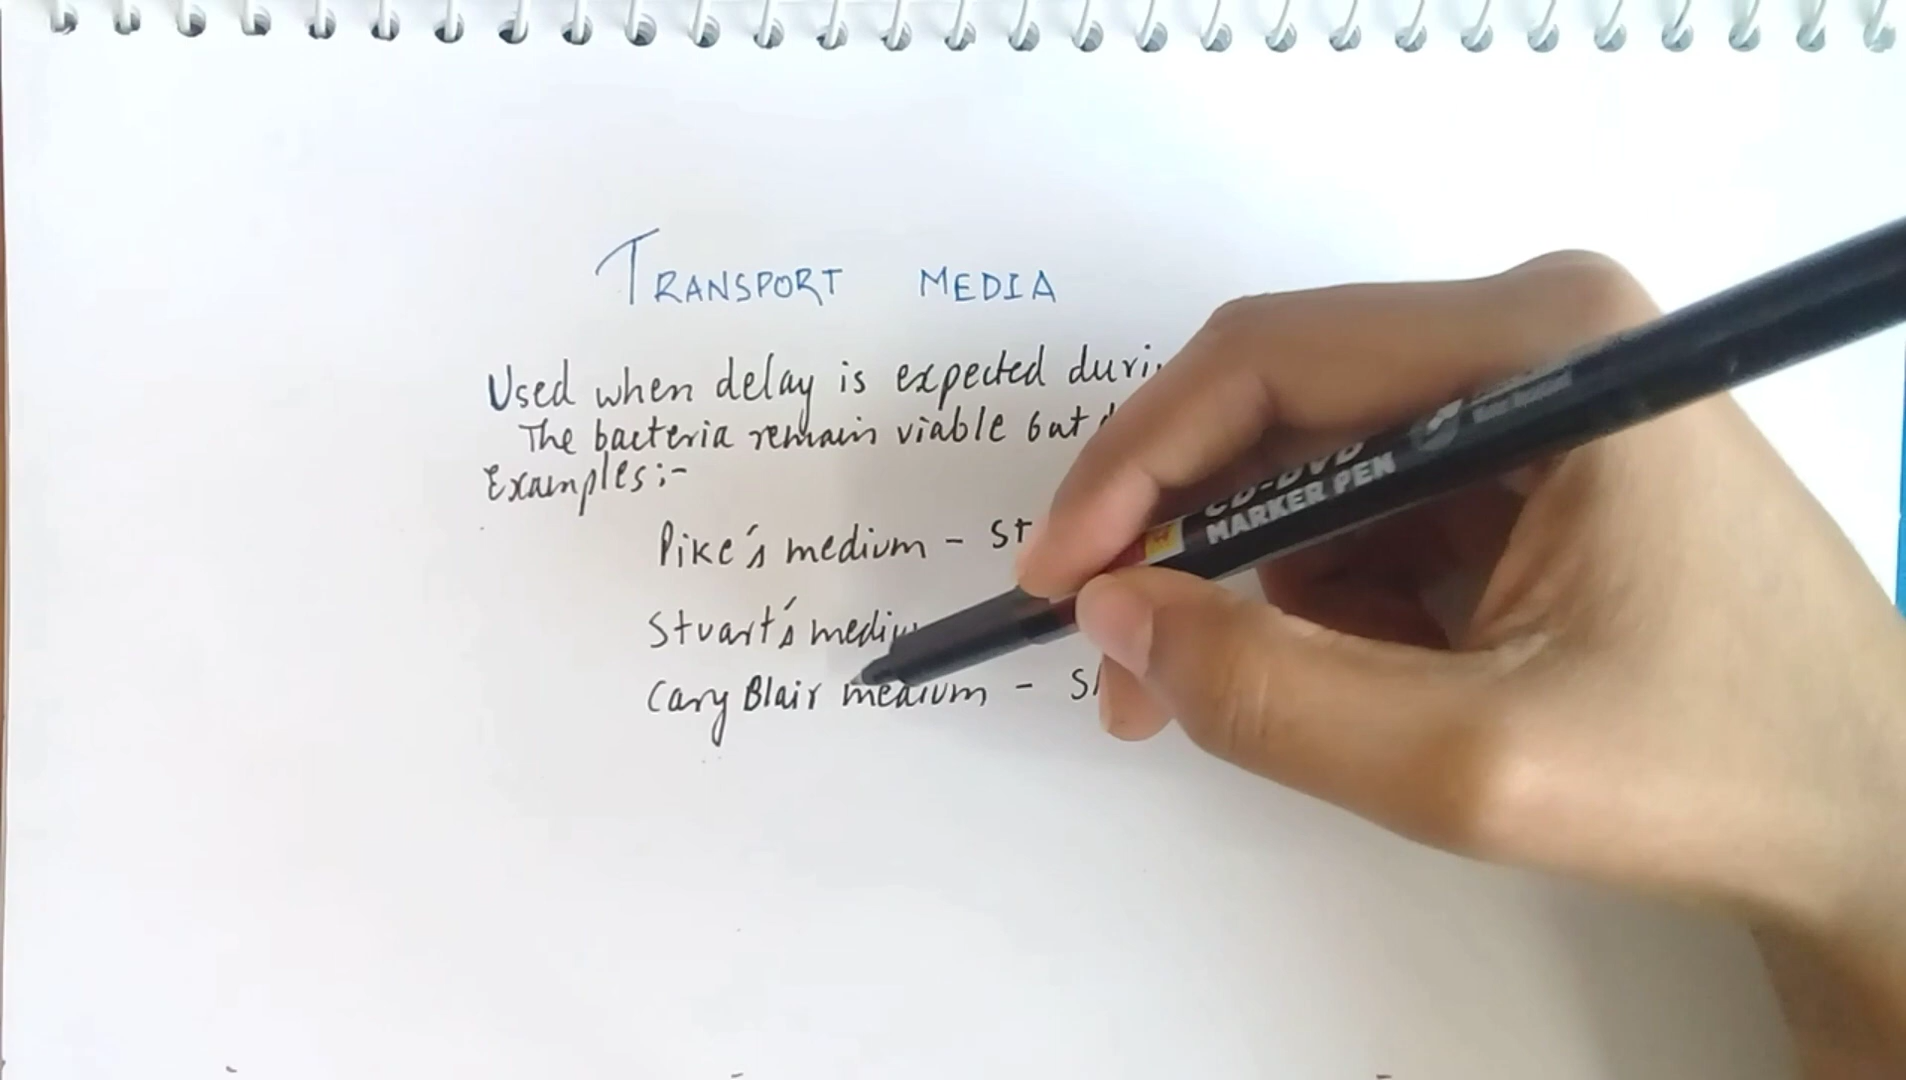 TRANSPORT MEDIA
Used when delay is expected
The bacteria remain viable but
Examples:-
Pike's medium - St
Stuart's medium
Cary Blair medium - S
CD-DVD
MARKER PEN